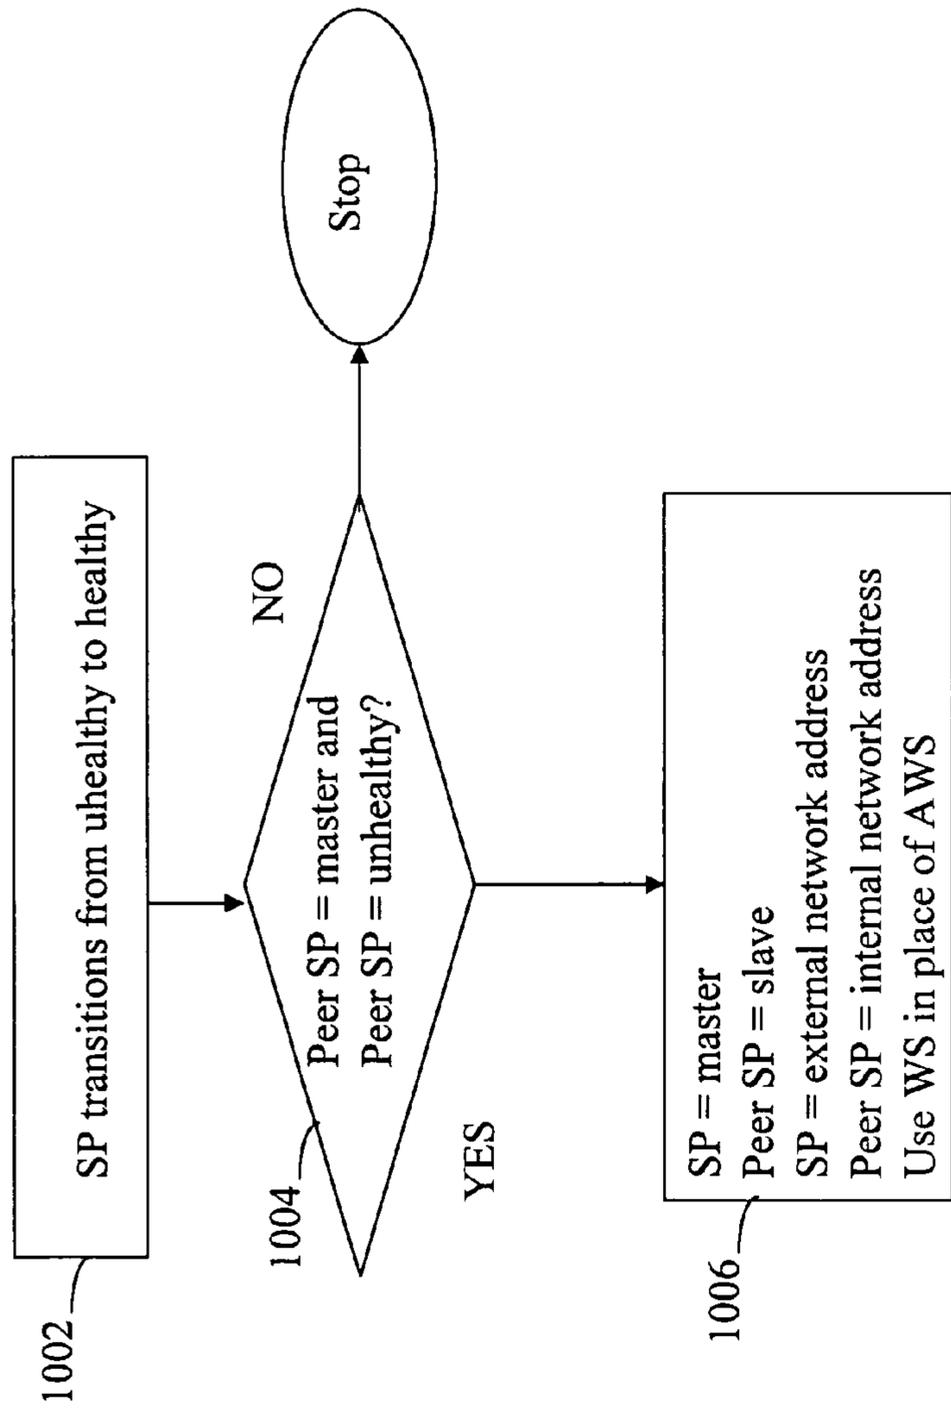 1002
SP transitions from uhealthy to healthy
1004
Peer SP = master and
Peer SP = unhealthy?
NO
Stop
YES
1006
SP = master
Peer SP = slave
SP = external network address
Peer SP = internal network address
Use WS in place of AWS